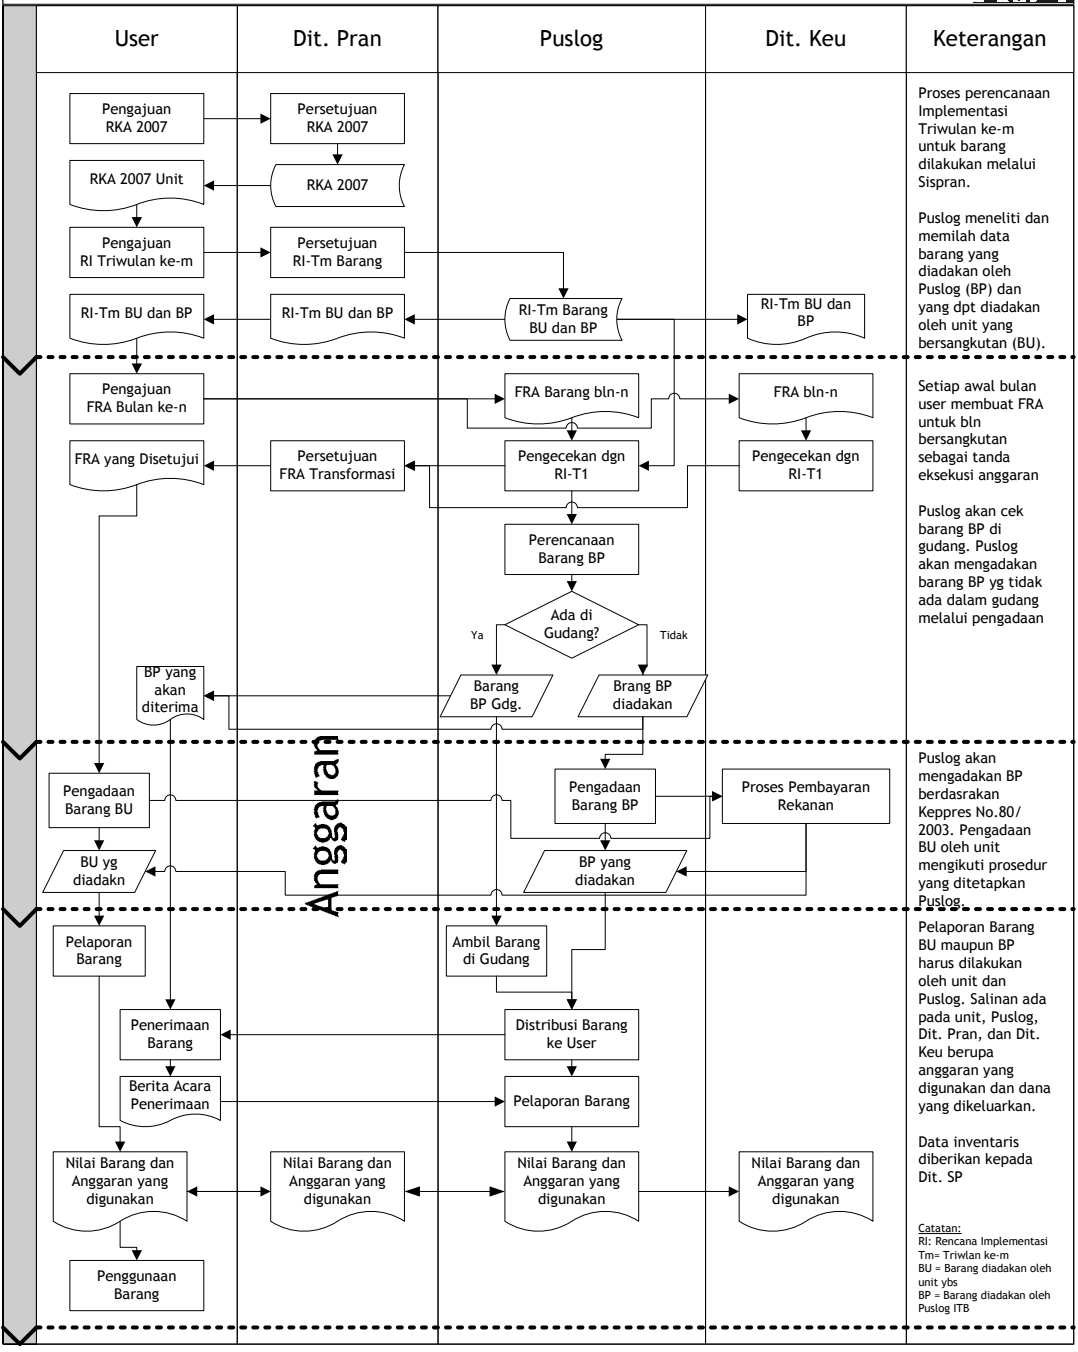 User
Dit. Pran
Puslog
Dit. Keu
Keterangan
Pengajuan
RKA 2007
Persetujuan
RKA 2007
RKA 2007 Unit
RKA 2007
Pengajuan
RI Triwulan ke-m
Persetujuan
RI-Tm Barang
RI-Tm BU dan BP
RI-Tm BU dan BP
RI-Tm Barang
BU dan BP
RI-Tm BU dan
BP
Proses perencanaan
Implementasi
Triwulan ke-m
untuk barang
dilakukan melalui
Sispran.
Puslog meneliti dan
memilah data
barang yang
diadakan oleh
Puslog (BP) dan
yang dpt diadakan
oleh unit yang
bersangkutan (BU).
Pengajuan
FRA Bulan ke-n
FRA Barang bln-n
FRA bln-n
FRA yang Disetujui
Persetujuan
FRA Transformasi
Pengecekan dgn
RI-T1
Pengecekan dgn
RI-T1
Perencanaan
Barang BP
Ada di
Gudang?
Ya
Tidak
BP yang
akan
diterima
Barang
BP Gdg.
Brang BP
diadakan
Setiap awal bulan
user membuat FRA
untuk bln
bersangkutan
sebagai tanda
eksekusi anggaran
Puslog akan cek
barang BP di
gudang. Puslog
akan mengadakan
barang BP yg tidak
ada dalam gudang
melalui pengadaan
Anggaran
Pengadaan
Barang BU
Pengadaan
Barang BP
Proses Pembayaran
Rekanan
BU yg
diadakn
BP yang
diadakan
Puslog akan
mengadakan BP
berdasrakan
Keppres No.80/
2003. Pengadaan
BU oleh unit
mengikuti prosedur
yang ditetapkan
Puslog.
Pelaporan
Barang
Ambil Barang
di Gudang
Penerimaan
Barang
Distribusi Barang
ke User
Berita Acara
Penerimaan
Pelaporan Barang
Nilai Barang dan
Anggaran yang
digunakan
Nilai Barang dan
Anggaran yang
digunakan
Nilai Barang dan
Anggaran yang
digunakan
Nilai Barang dan
Anggaran yang
digunakan
Penggunaan
Barang
Pelaporan Barang
BU maupun BP
harus dilakukan
oleh unit dan
Puslog. Salinan ada
pada unit, Puslog,
Dit. Pran, dan Dit.
Keu berupa
anggaran yang
digunakan dan dana
yang dikeluarkan.
Data inventaris
diberikan kepada
Dit. SP
Catatan:
RI: Rencana Implementasi
Tm= Triwlan ke-m
BU = Barang diadakan oleh
unit ybs
BP = Barang diadakan oleh
Puslog ITB